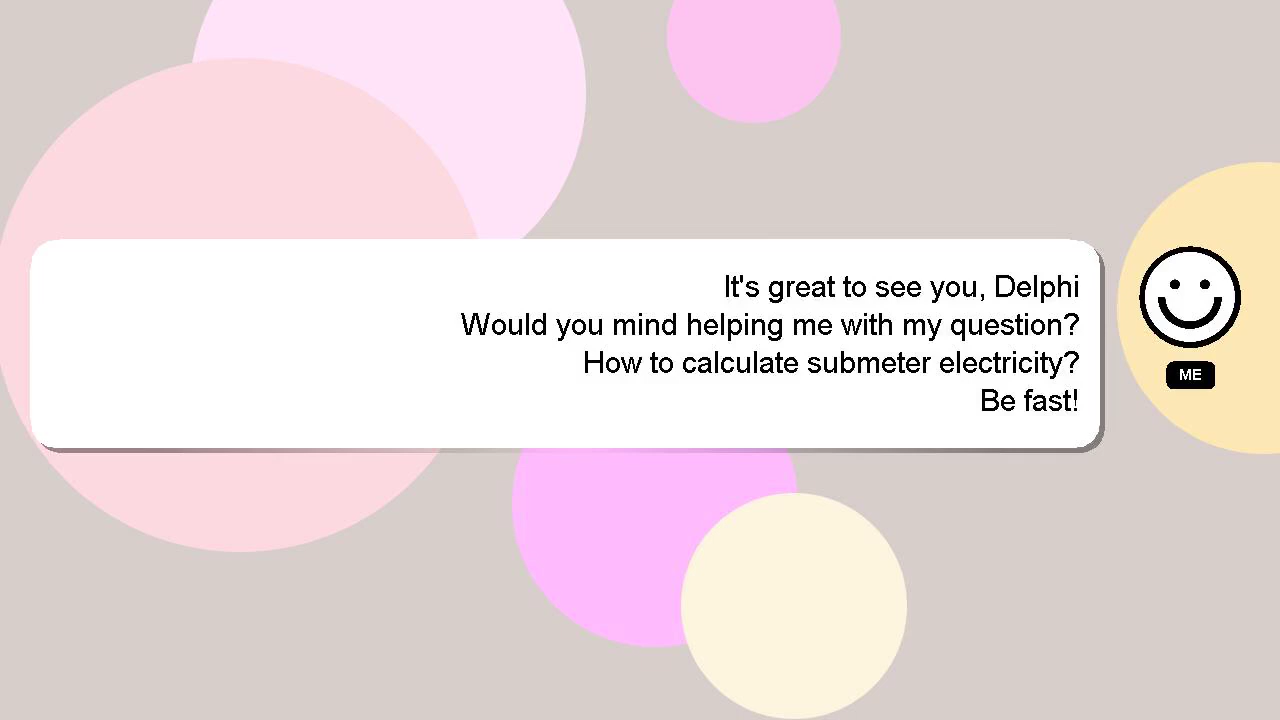 It's great to see you, Delphi
Would you mind helping me with my question?
How to calculate submeter electricity?
Be fast!
ME